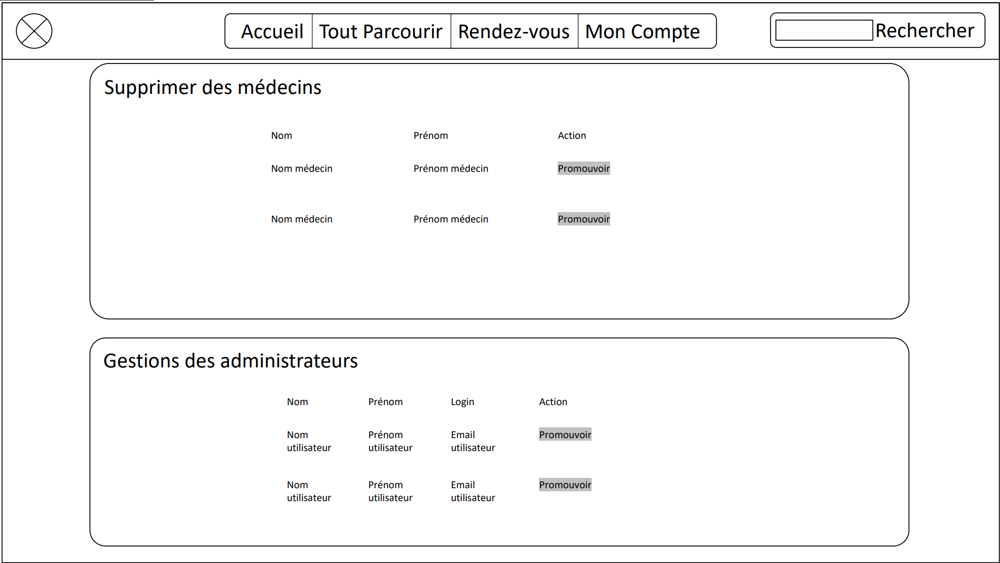 Accueil Tout Parcourir Rendez-vous Mon Compte Rechercher
Supprimer des médecins
Nom Prénom Action
Nom médecin Prénom médecin Promouvoir
Nom médecin Prénom médecin Promouvoir
Gestions des administrateurs
Nom Prénom Login Action
Nom Prénom Email Promouvoir
utilisateur utilisateur utilisateur
Nom Prénom Email Promouvoir
utilisateur utilisateur utilisateur